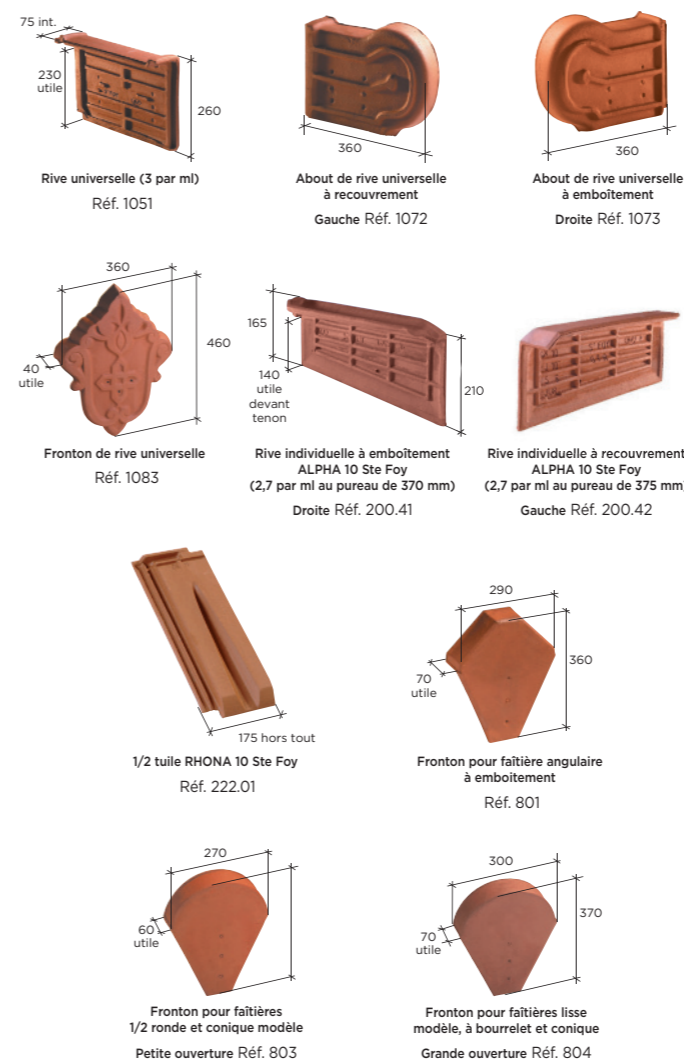 75 int.
230
utile
260
Rive universelle (3 par ml)
Réf. 1051
360
About de rive universelle
à recouvrement
Gauche Réf. 1072
360
About de rive universelle
à emboîtement
Droite Réf. 1073
360
460
40
utile
Fronton de rive universelle
Réf. 1083
165
140
utile
devant
tenon
210
Rive individuelle à emboîtement
ALPHA 10 Ste Foy
(2,7 par ml au pureau de 370 mm)
Droite Réf. 200.41
Rive individuelle à recouvrement
ALPHA 10 Ste Foy
(2,7 par ml au pureau de 375 mm)
Gauche Réf. 200.42
175 hors tout
1/2 tuile RHONA 10 Ste Foy
Réf. 222.01
290
360
70
utile
Fronton pour faîtière angulaire
à emboitement
Réf. 801
270
60
utile
Fronton pour faîtières
1/2 ronde et conique modèle
Petite ouverture Réf. 803
300
370
70
utile
Fronton pour faîtières lisse
modèle, à bourrelet et conique
Grande ouverture Réf. 804